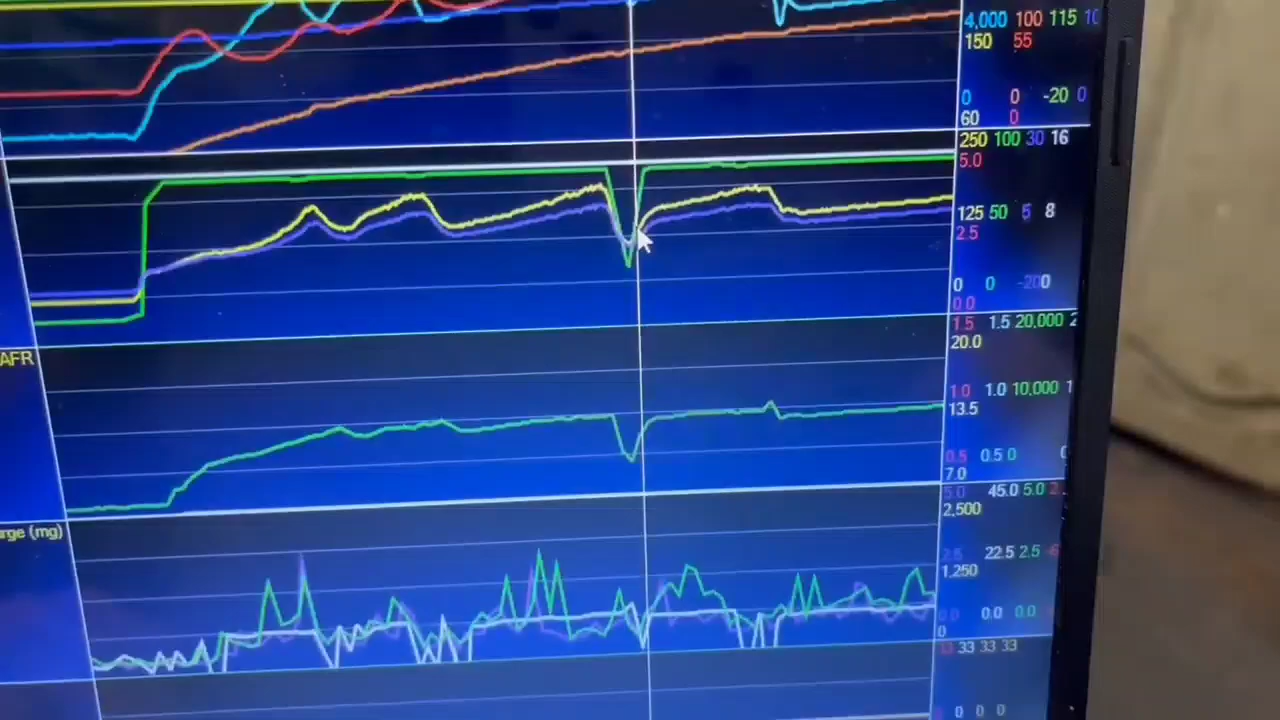 4,000 100 115
150 55
0 0 -20 0
60 0
250 100 30 16
5.0
125 50 5 8
2.5
0 0 -20 0
0.0
1.5 1.5 20,000
20.0
AFR
1.0 1.0 10,000
13.5
0.5 0.5 0
7.0
5.0 45.0 5.0
2,500
(mg)
2.5 22.5 2.5
1,250
0.0 0.0 0.0
0
33 33 33
0 0 0